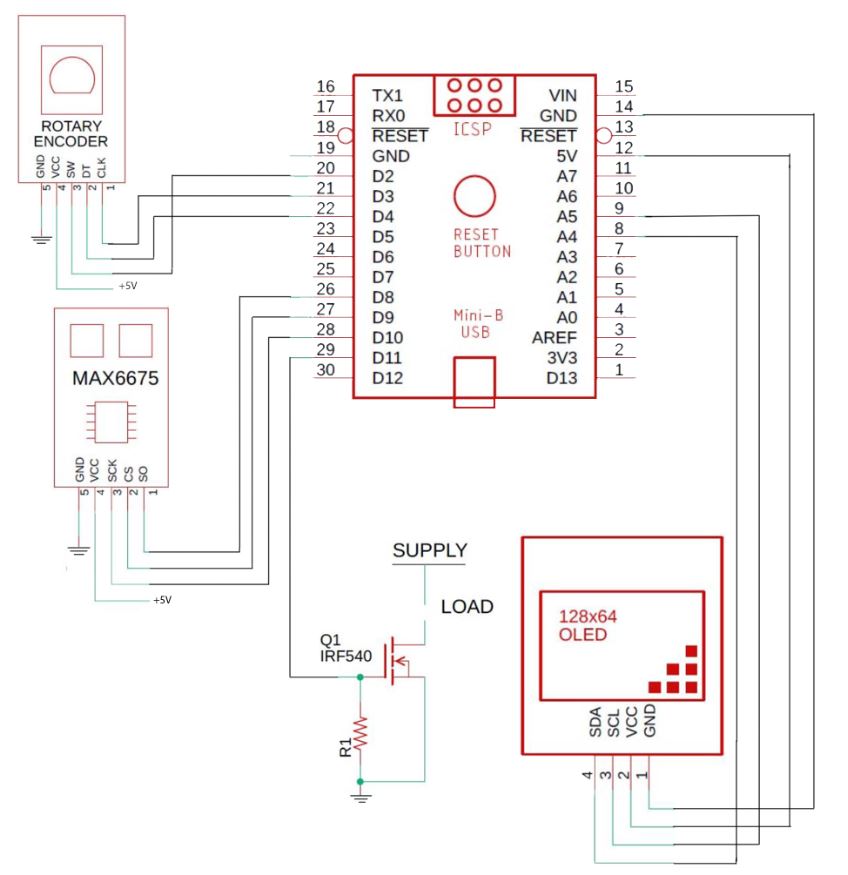 ROTARY
ENCODER
GND
VCC
SW
DT
CLK
5
4
3
2
1
+5V
MAX6675
GND
VCC
SCK
CS
SO
5
4
3
2
1
+5V
16 TX1
17 RX0
18 RESET
19 GND
20 D2
21 D3
22 D4
23 D5
24 D6
25 D7
26 D8
27 D9
28 D10
29 D11
30 D12
ICSP
RESET
BUTTON
Mini-B
USB
VIN 15
GND 14
RESET 13
5V 12
A7 11
A6 10
A5 9
A4 8
A3 7
A2 6
A1 5
A0 4
AREF 3
3V3 2
D13 1
SUPPLY
LOAD
Q1
IRF540
R1
128x64
OLED
SDA
SCL
VCC
GND
4
3
2
1